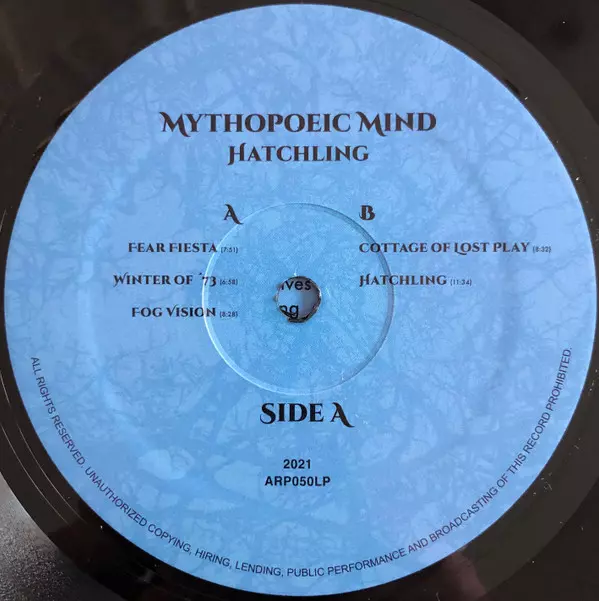 MYTHOPOEIC MIND
HATCHLING
A
FEAR FIESTA (7:51)
WINTER OF '73 (6:58)
FOG VISION (8:28)
B
COTTAGE OF LOST PLAY (8:32)
HATCHLING (11:34)
ives
ng
SIDE A
2021
ARP050LP
ALL RIGHTS RESERVED. UNAUTHORIZED COPYING, HIRING, LENDING, PUBLIC PERFORMANCE AND BROADCASTING OF THIS RECORD PROHIBITED.